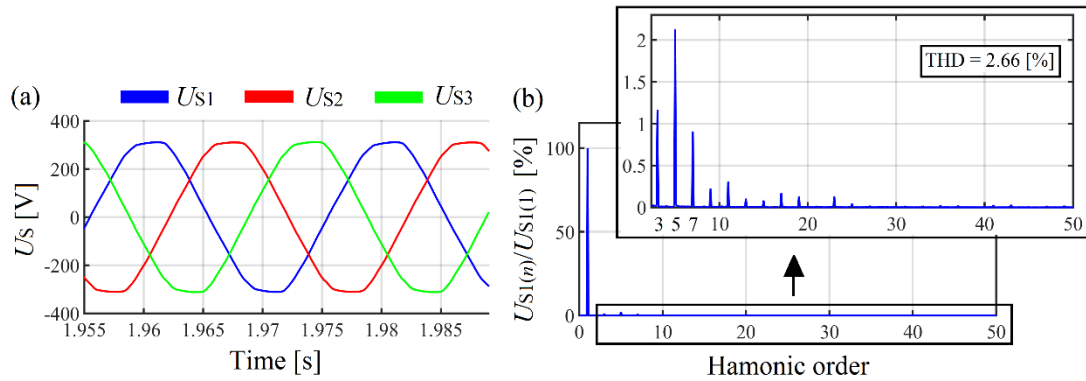 (a)
US1 US2 US3
US [V]
400
200
0
-200
-400
1.955 1.96 1.965 1.97 1.975 1.98 1.985
Time [s]
(b)
US1(n)/US1(1) [%]
100
50
0
0 10 20 30 40 50
Hamonic order
2
1.5
1
0.5
0
3 5 7 10 20 30 40 50
THD = 2.66 [%]